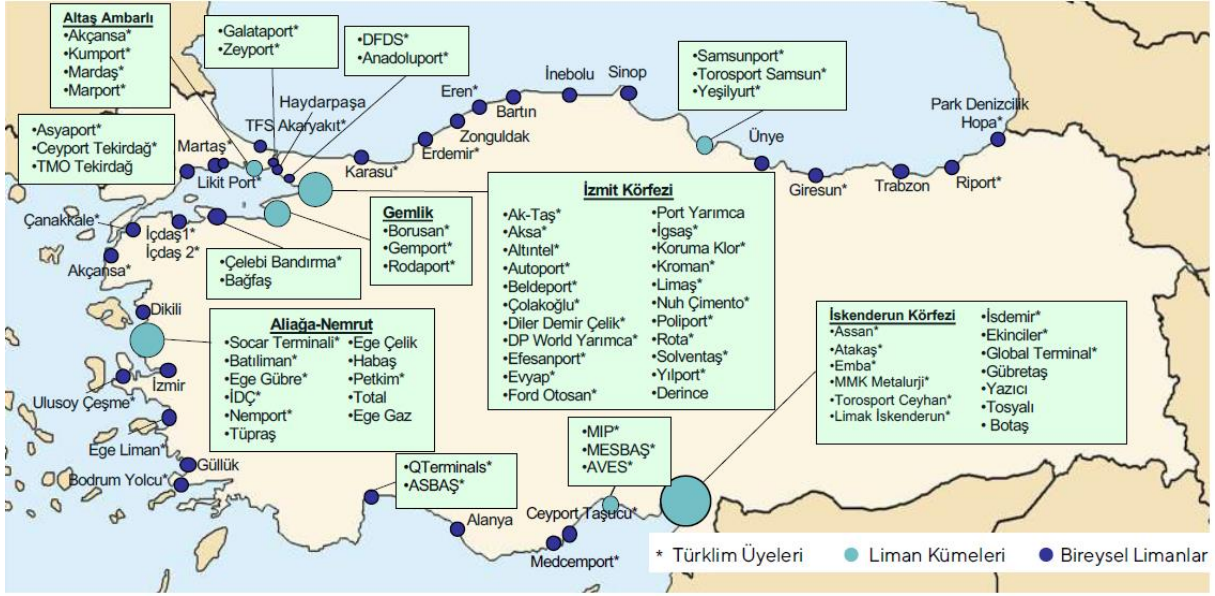 Altaş Ambarlı
•Akçansa*
•Kumport*
•Mardaş*
•Marport*
•Galataport*
•Zeyport*
•DFDS*
•Anadoluport*
•Samsunport*
•Torosport Samsun*
•Yeşilyurt*
•Asyaport*
•Ceyport Tekirdağ*
•TMO Tekirdağ
Martaş*
Likit Port*
TFS Akaryakıt*
Haydarpaşa
Karasu*
Erdemir*
Eren*
Zonguldak
Bartın
İnebolu
Sinop
Ünye
Giresun*
Trabzon
Riport*
Park Denizcilik
Hopa*
Çanakkale*
İçdaş1*
İçdaş 2*
Akçansa*
•Çelebi Bandırma*
•Bağfaş
Gemlik
•Borusan*
•Gemport*
•Rodaport*
İzmit Körfezi
•Ak-Taş*
•Aksa*
•Altıntel*
•Autoport*
•Beldeport*
•Çolakoğlu*
•Diler Demir Çelik*
•DP World Yarımca*
•Efesanport*
•Evyap*
•Ford Otosan*
•Port Yarımca
•İgsaş*
•Koruma Klor*
•Kroman*
•Limaş*
•Nuh Çimento*
•Poliport*
•Rota*
•Solventaş*
•Yılport*
•Derince
Dikili
Aliağa-Nemrut
•Socar Terminali*
•Batılıman*
•Ege Gübre*
•İDÇ*
•Nemport*
•Tüpraş
•Ege Çelik
•Habaş
•Petkim*
•Total
•Ege Gaz
İzmir
Ulusoy Çeşme*
Ege Liman*
Güllük
Bodrum Yolcu*
•QTerminals*
•ASBAŞ*
Alanya
•MIP*
•MESBAŞ*
•AVES*
Ceyport Taşucu*
Medcemport*
İskenderun Körfezi
•Assan*
•Atakaş*
•Emba*
•MMK Metalurji*
•Torosport Ceyhan*
•Limak İskenderun*
•İsdemir*
•Ekinciler*
•Global Terminal*
•Gübretaş
•Yazıcı
•Tosyalı
• Botaş
* Türklim Üyeleri
Liman Kümeleri
Bireysel Limanlar